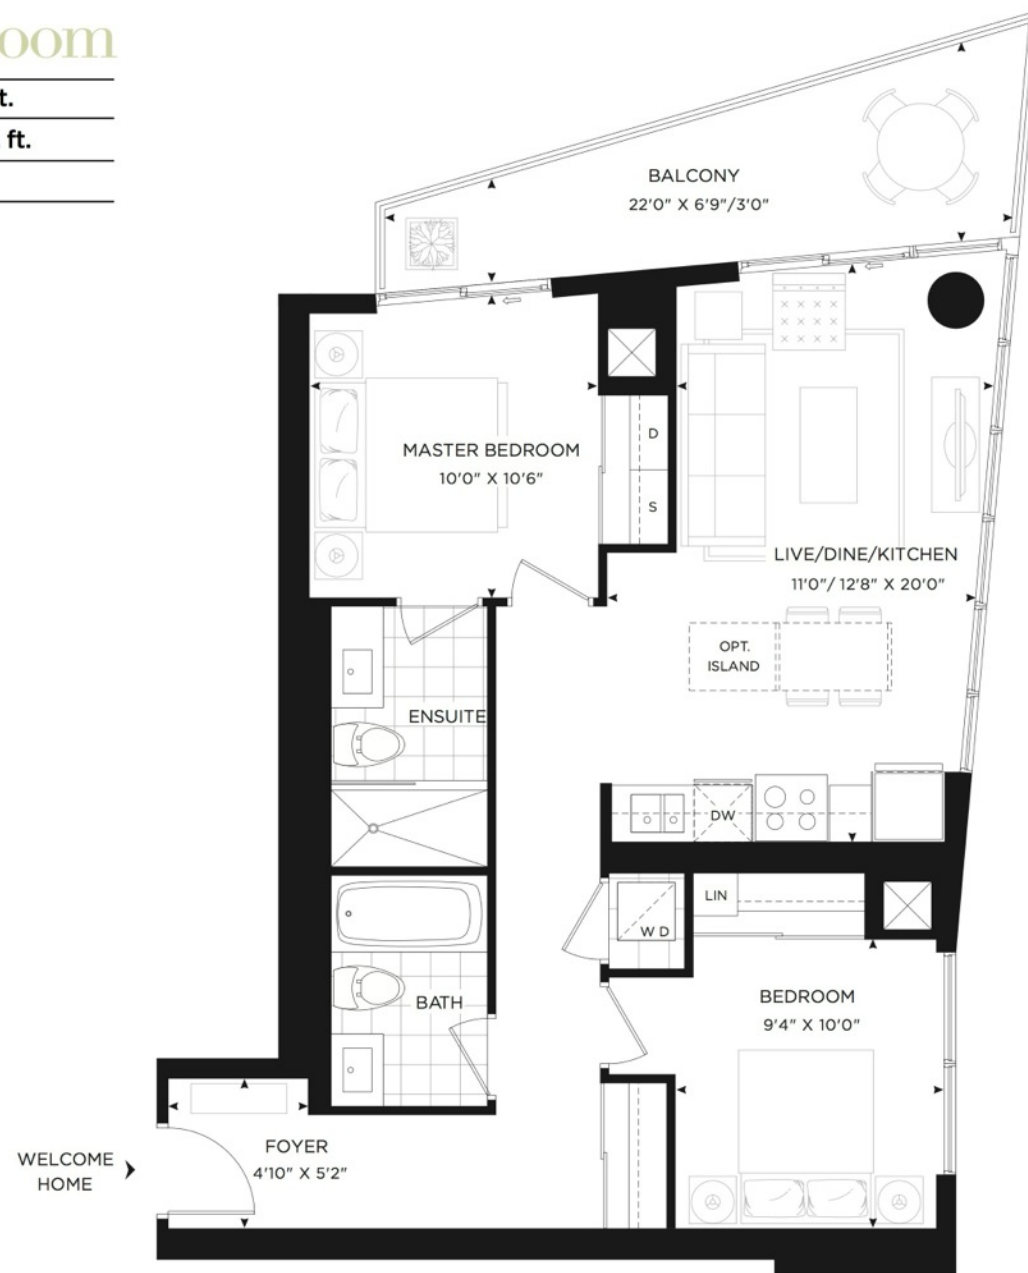 oom
t.
ft.
BALCONY
22'0" X 6'9"/3'0"
MASTER BEDROOM
10'0" X 10'6"
D
S
LIVE/DINE/KITCHEN
11'0"/ 12'8" X 20'0"
OPT.
ISLAND
ENSUITE
DW
LIN
W D
BATH
BEDROOM
9'4" X 10'0"
FOYER
4'10" X 5'2"
WELCOME
HOME